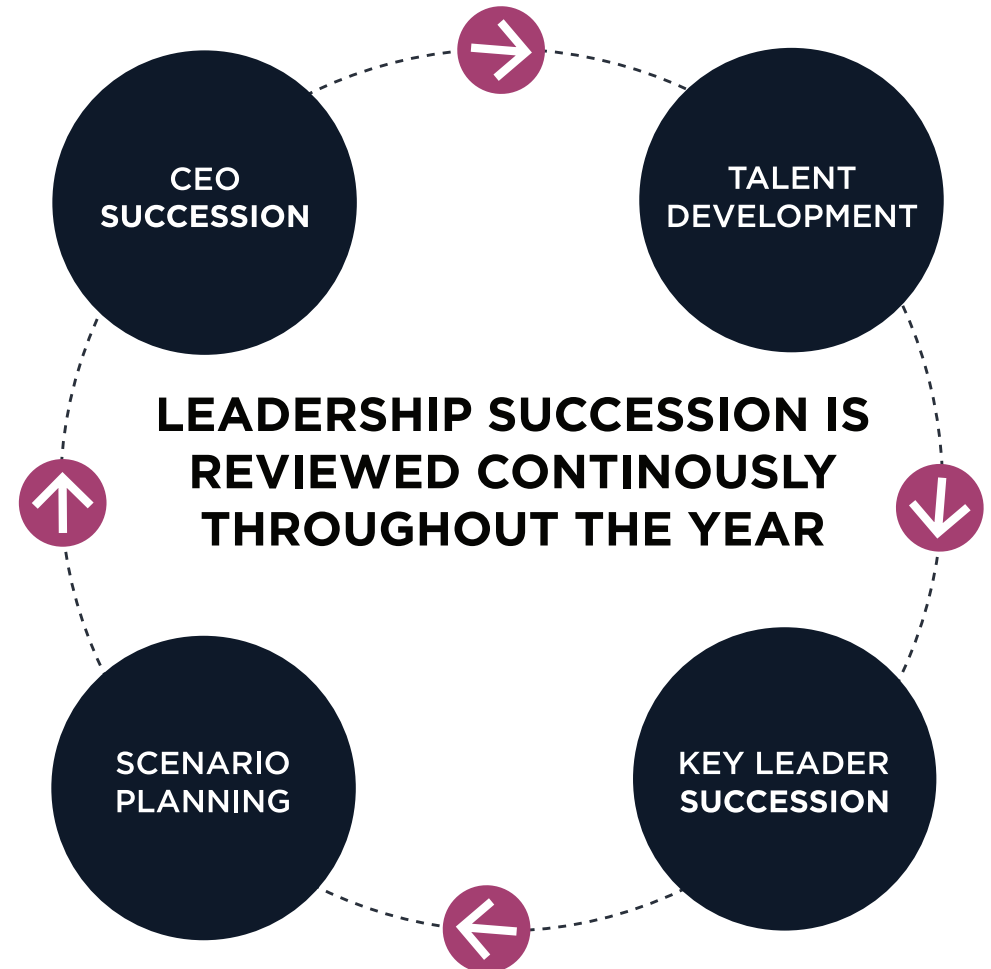 CEO
SUCCESSION
TALENT
DEVELOPMENT
LEADERSHIP SUCCESSION IS
REVIEWED CONTINOUSLY
THROUGHOUT THE YEAR
SCENARIO
PLANNING
KEY LEADER
SUCCESSION